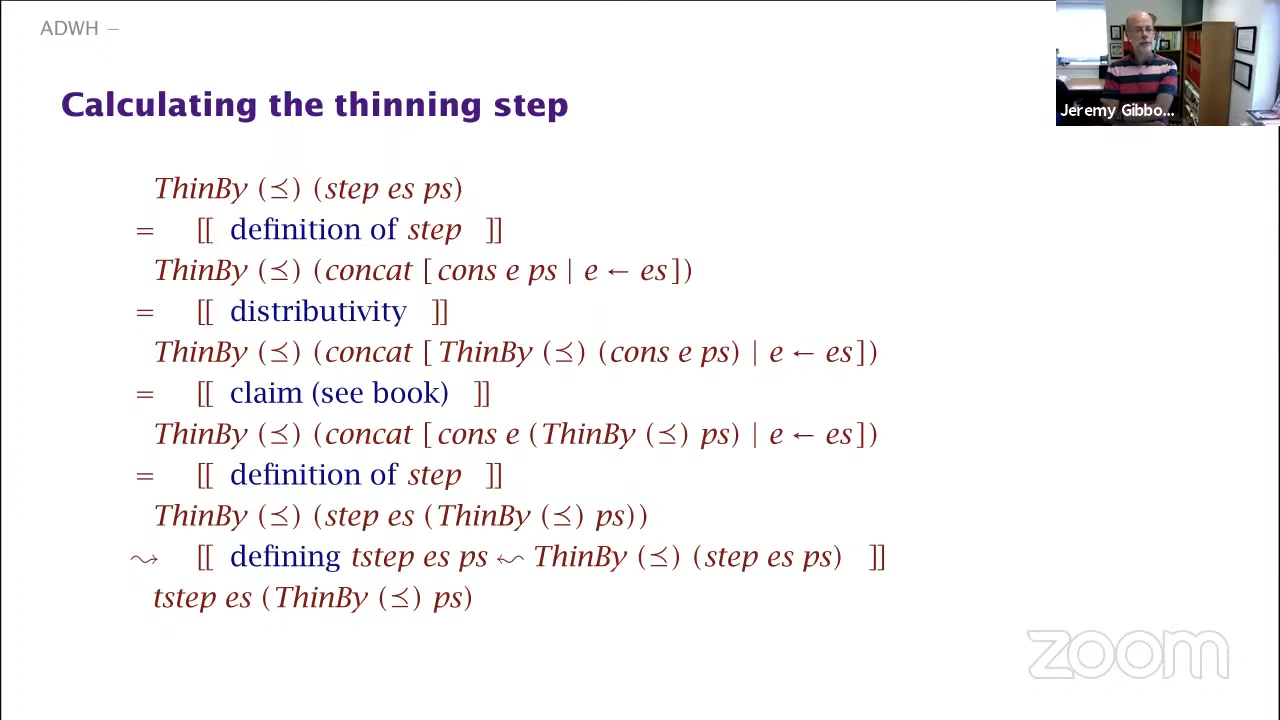 ADWH —
Jeremy Gibbo...
Calculating the thinning step
ThinBy (⪯) (step es ps)
= [[ definition of step ]]
ThinBy (⪯) (concat [cons e ps | e ← es])
= [[ distributivity ]]
ThinBy (⪯) (concat [ThinBy (⪯) (cons e ps) | e ← es])
= [[ claim (see book) ]]
ThinBy (⪯) (concat [cons e (ThinBy (⪯) ps) | e ← es])
= [[ definition of step ]]
ThinBy (⪯) (step es (ThinBy (⪯) ps))
⤳ [[ defining tstep es ps ⬿ ThinBy (⪯) (step es ps) ]]
tstep es (ThinBy (⪯) ps)
zoom